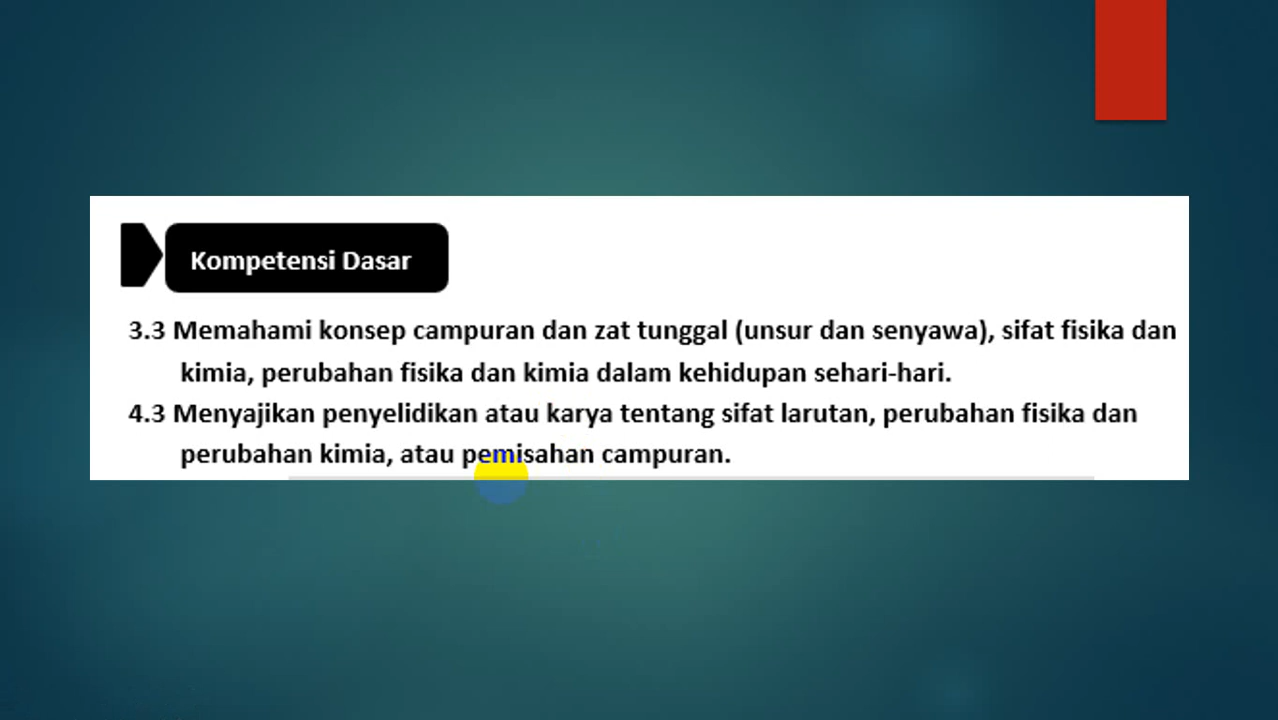 Kompetensi Dasar
3.3 Memahami konsep campuran dan zat tunggal (unsur dan senyawa), sifat fisika dan
kimia, perubahan fisika dan kimia dalam kehidupan sehari-hari.
4.3 Menyajikan penyelidikan atau karya tentang sifat larutan, perubahan fisika dan
perubahan kimia, atau pemisahan campuran.